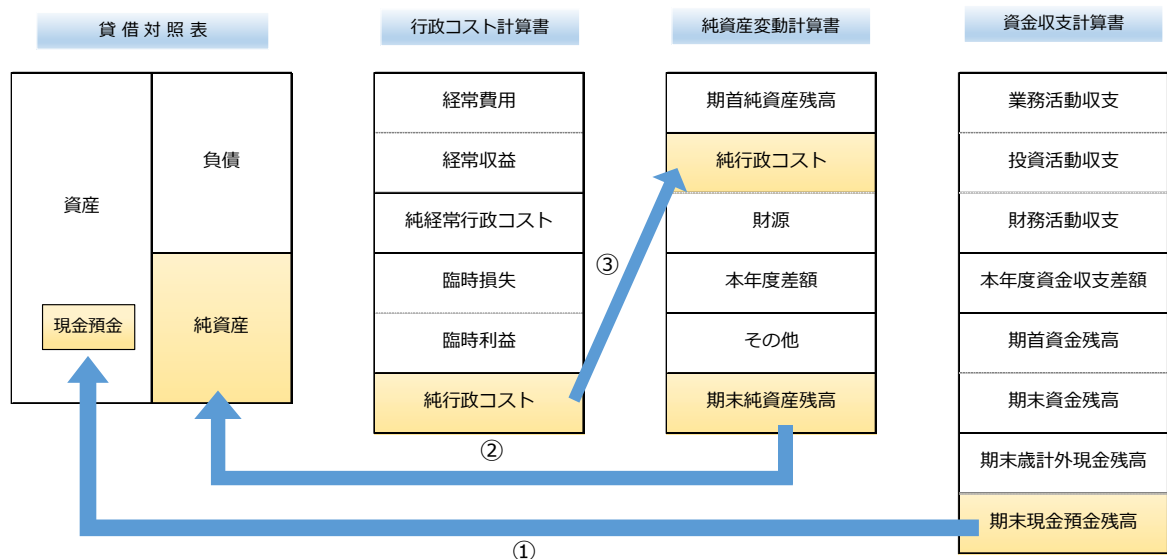 貸借対照表
行政コスト計算書
純資産変動計算書
資金収支計算書
資産
現金預金
負債
純資産
経常費用
経常収益
純経常行政コスト
臨時損失
臨時利益
純行政コスト
期首純資産残高
純行政コスト
財源
本年度差額
その他
期末純資産残高
業務活動収支
投資活動収支
財務活動収支
本年度資金収支差額
期首資金残高
期末資金残高
期末歳計外現金残高
期末現金預金残高
③
②
①